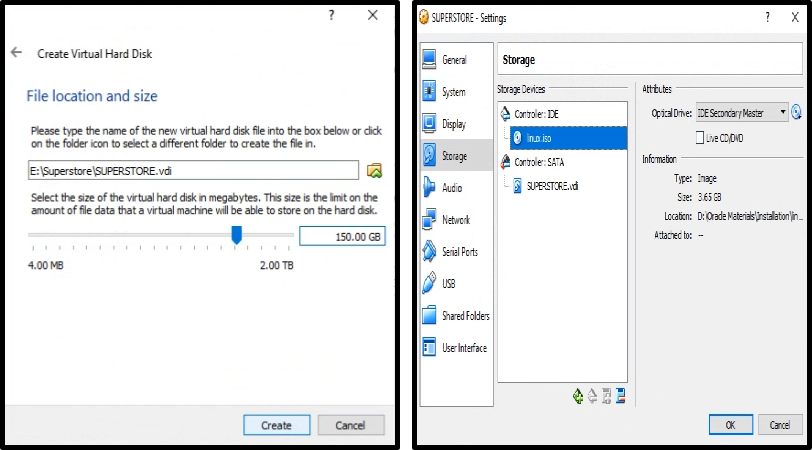 ?
Create Virtual Hard Disk
File location and size
Please type the name of the new virtual hard disk file into the box below or click
on the folder icon to select a different folder to create the file in.
E:\Superstore\SUPERSTORE.vdi
Select the size of the virtual hard disk in megabytes. This size is the limit on the
amount of file data that a virtual machine will be able to store on the hard disk.
150.00 GB
4.00 MB
2.00 TB
Create
Cancel
SUPERSTORE - Settings
?
General
System
Display
Storage
Audio
Network
Serial Ports
USB
Shared Folders
User Interface
Storage
Storage Devices
Controller: IDE
linux.iso
Controller: SATA
SUPERSTORE.vdi
Attributes
Optical Drive: IDE Secondary Master
Live CD/DVD
Information
Type: Image
Size: 3.65 GB
Location: D:\Oracle Materials\Installation\lin...
Attached to: --
OK
Cancel